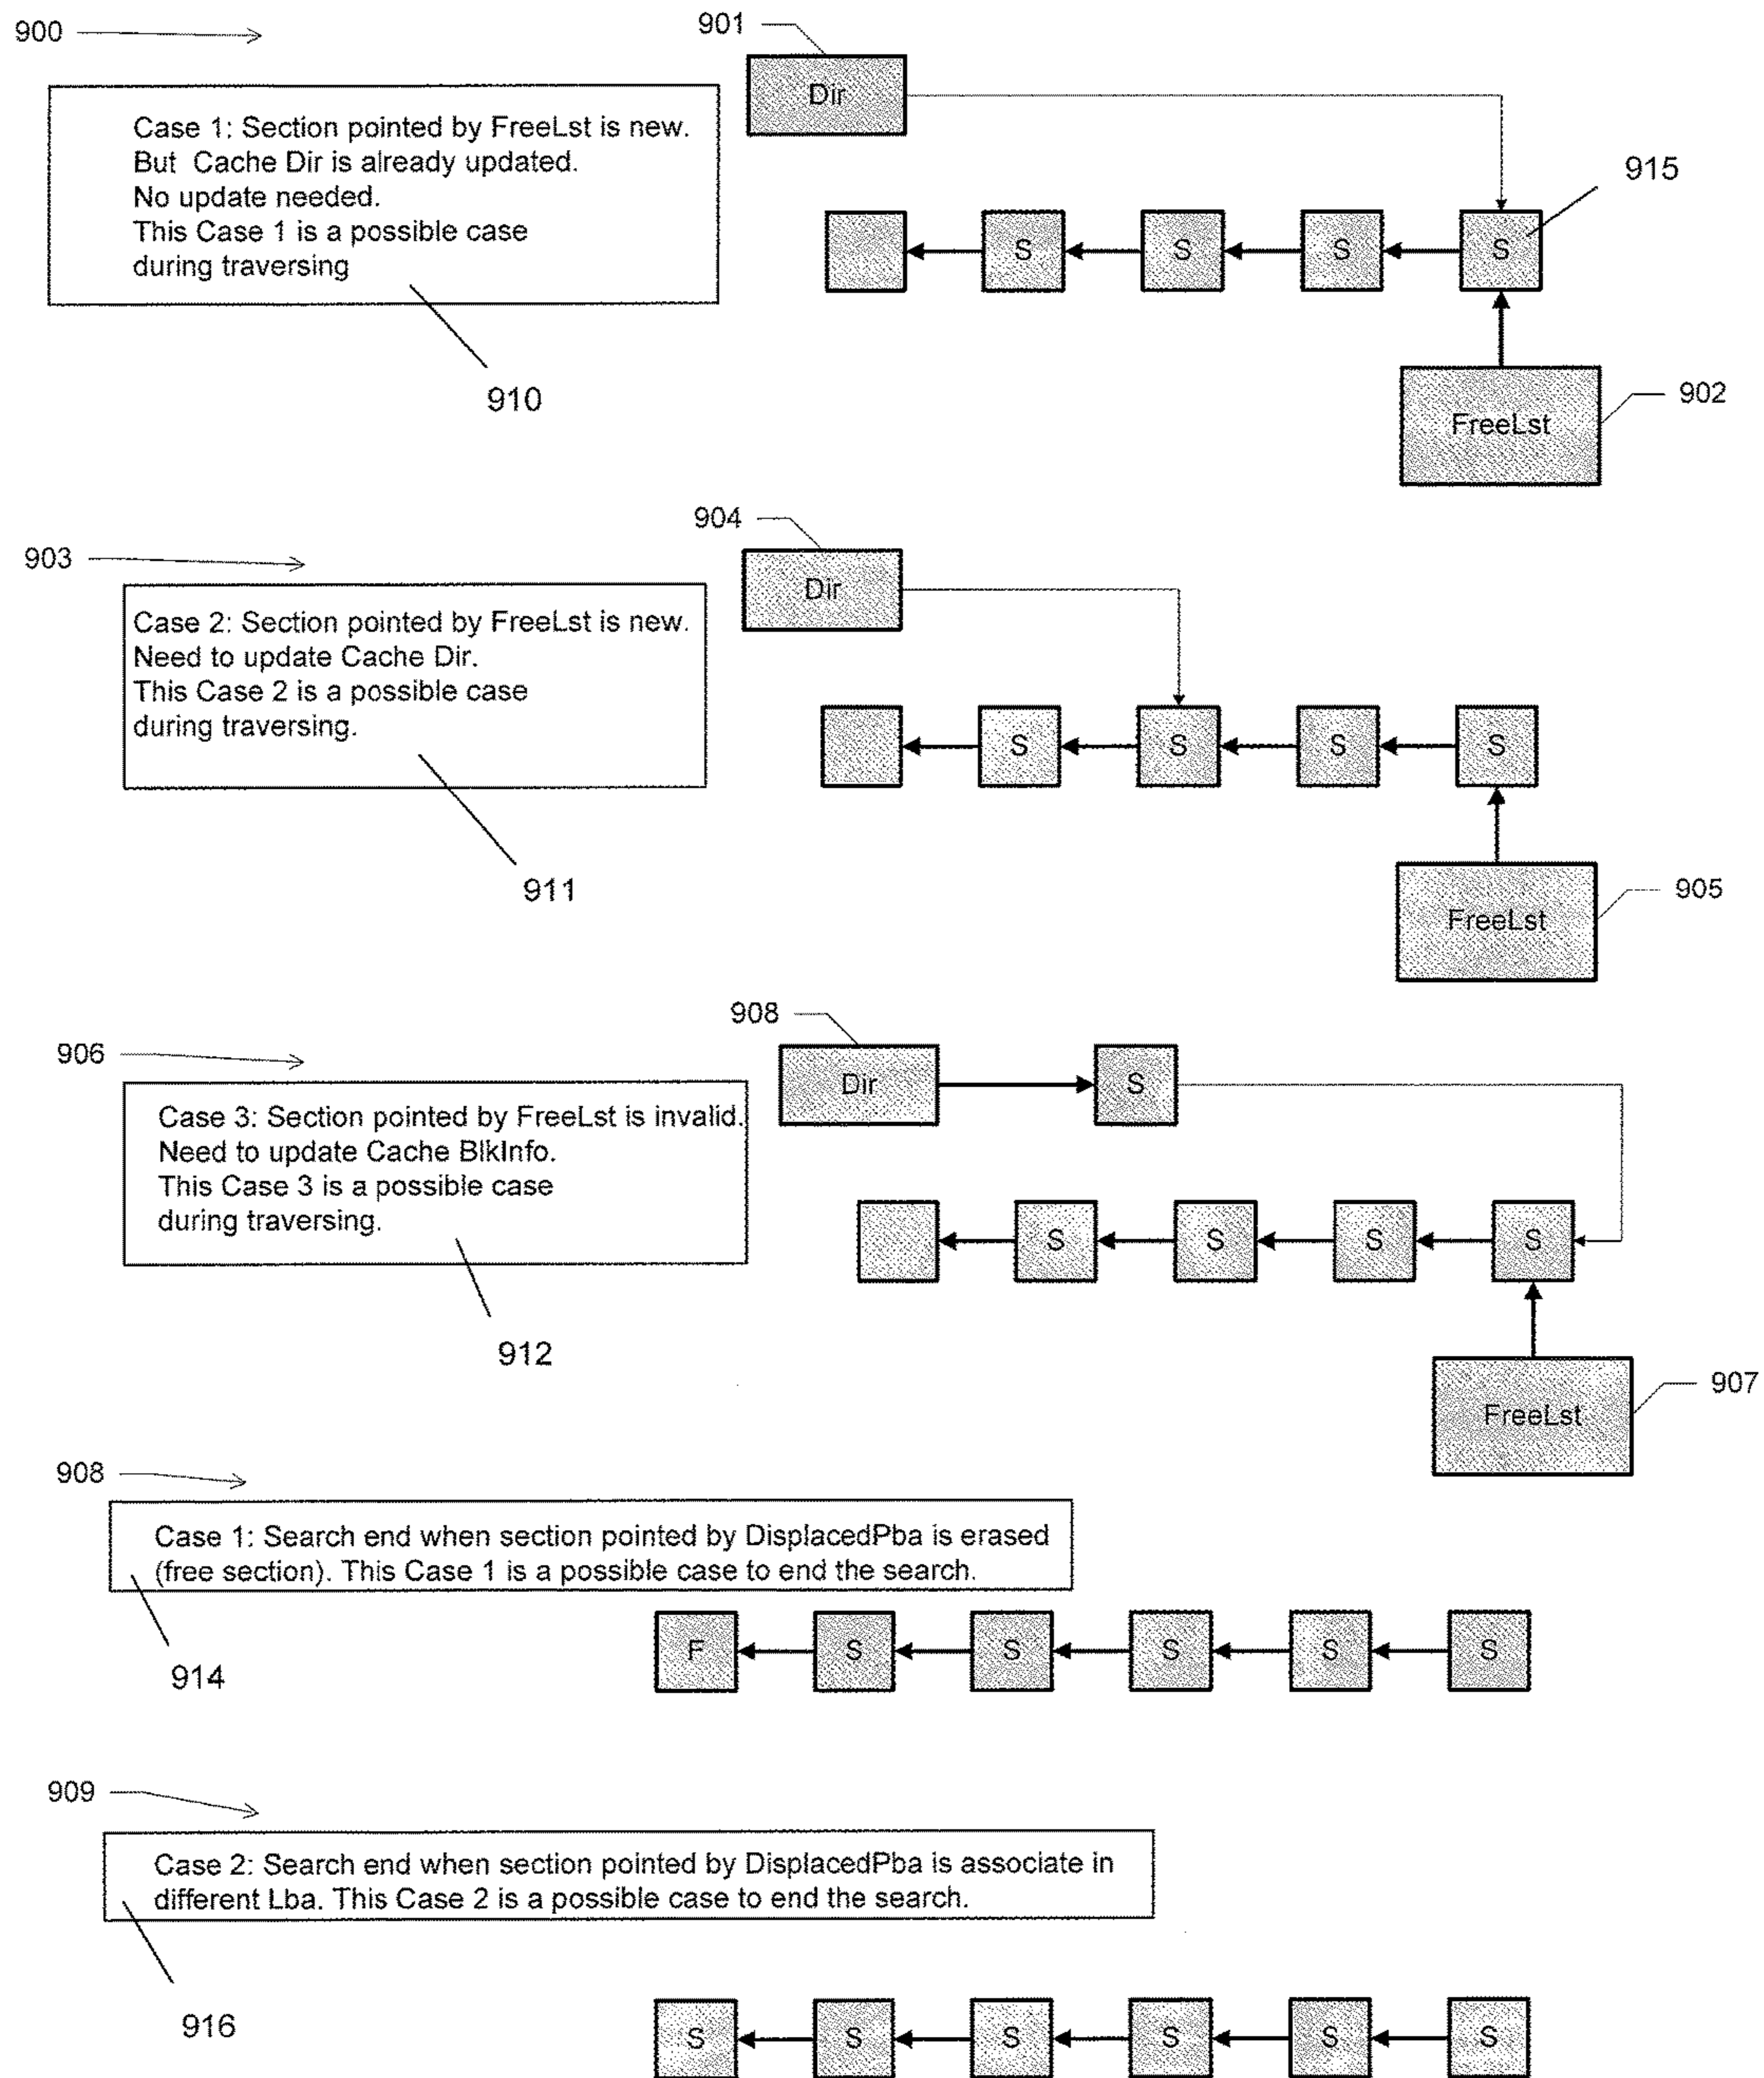 900
901
Dir
Case 1: Section pointed by FreeLst is new.
But Cache Dir is already updated.
No update needed.
This Case 1 is a possible case
during traversing
915
S
S
S
S
910
902
FreeLst
904
903
Dir
Case 2: Section pointed by FreeLst is new.
Need to update Cache Dir.
This Case 2 is a possible case
during traversing.
S
S
S
S
911
905
FreeLst
908
906
Dir
S
Case 3: Section pointed by FreeLst is invalid.
Need to update Cache BlkInfo.
This Case 3 is a possible case
during traversing.
S
S
S
S
912
907
FreeLst
908
Case 1: Search end when section pointed by DisplacedPba is erased
(free section). This Case 1 is a possible case to end the search.
914
F
S
S
S
S
S
909
Case 2: Search end when section pointed by DisplacedPba is associate in
different Lba. This Case 2 is a possible case to end the search.
916
S
S
S
S
S
S